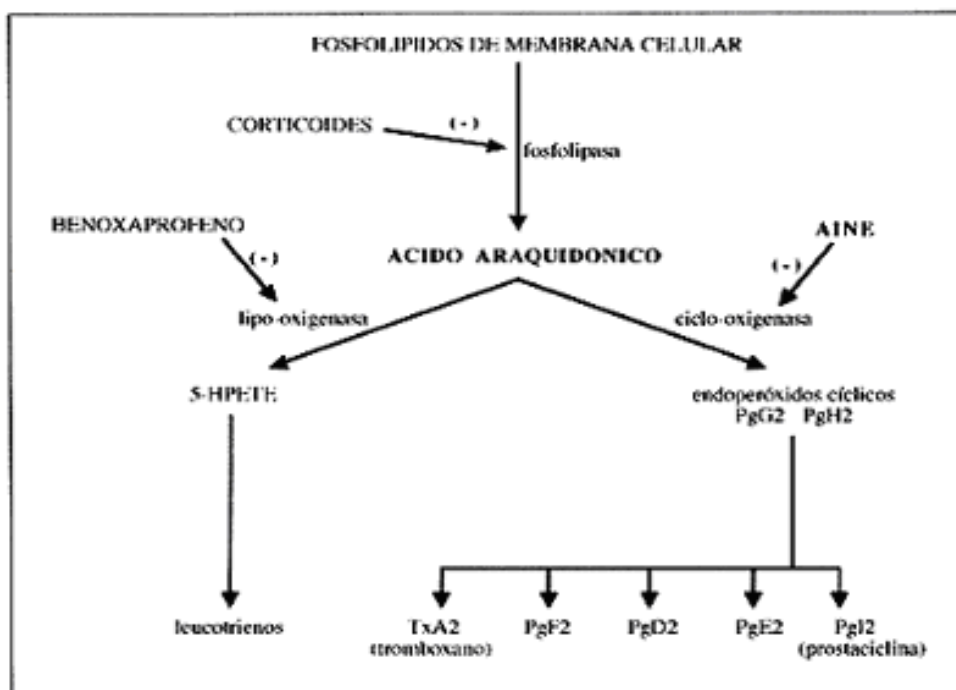 FOSFOLIPIDOS DE MEMBRANA CELULAR
CORTICOIDES
(-)
fosfolipasa
BENOXAPROFENO
(-)
ACIDO ARAQUIDONICO
AINE
(-)
lipo-oxigenasa
ciclo-oxigenasa
5-HPETE
endoperóxidos cíclicos
PgG2 PgH2
leucotrienos
TxA2
(tromboxano)
PgF2
PgD2
PgE2
PgI2
(prostaciclina)